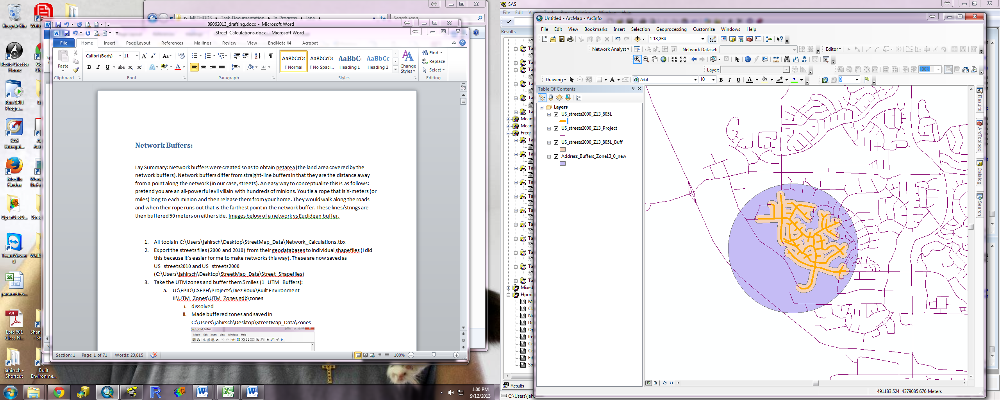 Recycle Bin
Roxio Creator
Home
Run SPH
Progra...
SAS
Enterpri...
Mozilla
Firefox
OpenGeoD...
TeamViewer
8
parameters...
Epid 601
Class N...
jahirsch -
Shortcut
Built
Environme...
METHODS Task_Documentation In_Progress Jana
Search Jana
09062013_drafting.docx - Microsoft Word
Street_Calculations.docx - Microsoft Word
File Home Insert Page Layout References Mailings Review View EndNote X4 Acrobat
Paste
Calibri (Body) 11
Clipboard Font Paragraph Styles Editing
AaBbCcDc AaBbCcDc AaBbCc AaBbCc
¶ Normal ¶ No Spaci... Heading 1 Heading 2
Change
Styles
Find
Replace
Select
Network Buffers:
Lay Summary: Network buffers were created so as to obtain netarea (the land area covered by the
network buffers). Network buffers differ from straight-line buffers in that they are the distance away
from a point along the network (in our case, streets). An easy way to conceptualize this is as follows:
pretend you are an all-powerful evil villain with hundreds of minions. You tie a rope that is X-meters (or
miles) long to each minion and then release them from your home. They would walk along the roads
and when their rope runs out that is the farthest point in the network buffer. These lines/strings are
then buffered 50 meters on either side. Images below of a network vs Euclidean buffer.
1. All tools in C:\Users\jahirsch\Desktop\StreetMap_Data\Network_Calculations.tbx
2. Export the streets files (2000 and 2010) from their geodatabases to individual shapefiles (I did
this because it's easier for me to make networks this way). These are now saved as
US_streets2010 and US_streets2000
(C:\Users\jahirsch\Desktop\StreetMap_Data\Street_Shapefiles)
3. Take the UTM zones and buffer them 5 miles (1_UTM_Buffers):
a. U:\EPID\CSEPH\Projects\Diez Roux\Built Environment
II\UTM_Zones\UTM_Zones.gdb\zones
i. dissolved
ii. Made buffered zones and saved in
C:\Users\jahirsch\Desktop\StreetMap_Data\Zones
1_UTM_Buffers
Model Edit Insert View Windows Help
Section: 1 Page: 1 of 71 Words: 23,815 100%
1:00 PM
9/12/2013
SAS
File Edit View Tools Run Solutions Window Help
Results
Means
Means
Freq:
Mixed
Hpmix
Results
Untitled - ArcMap - ArcInfo
File Edit View Bookmarks Insert Selection Geoprocessing Customize Windows Help
1:18,364
Network Analyst Network Dataset: Editor
Layer: 100%
Drawing Arial 10 B I U A 0
Table Of Contents
Layers
US_streets2000_Z13_805L
US_streets2000_Z13_Project
US_streets2000_Z13_805L_Buff
Address_Buffers_Zone13_0_new
Results
ArcToolbox
Catalog
Search
491183.524 4379085.676 Meters